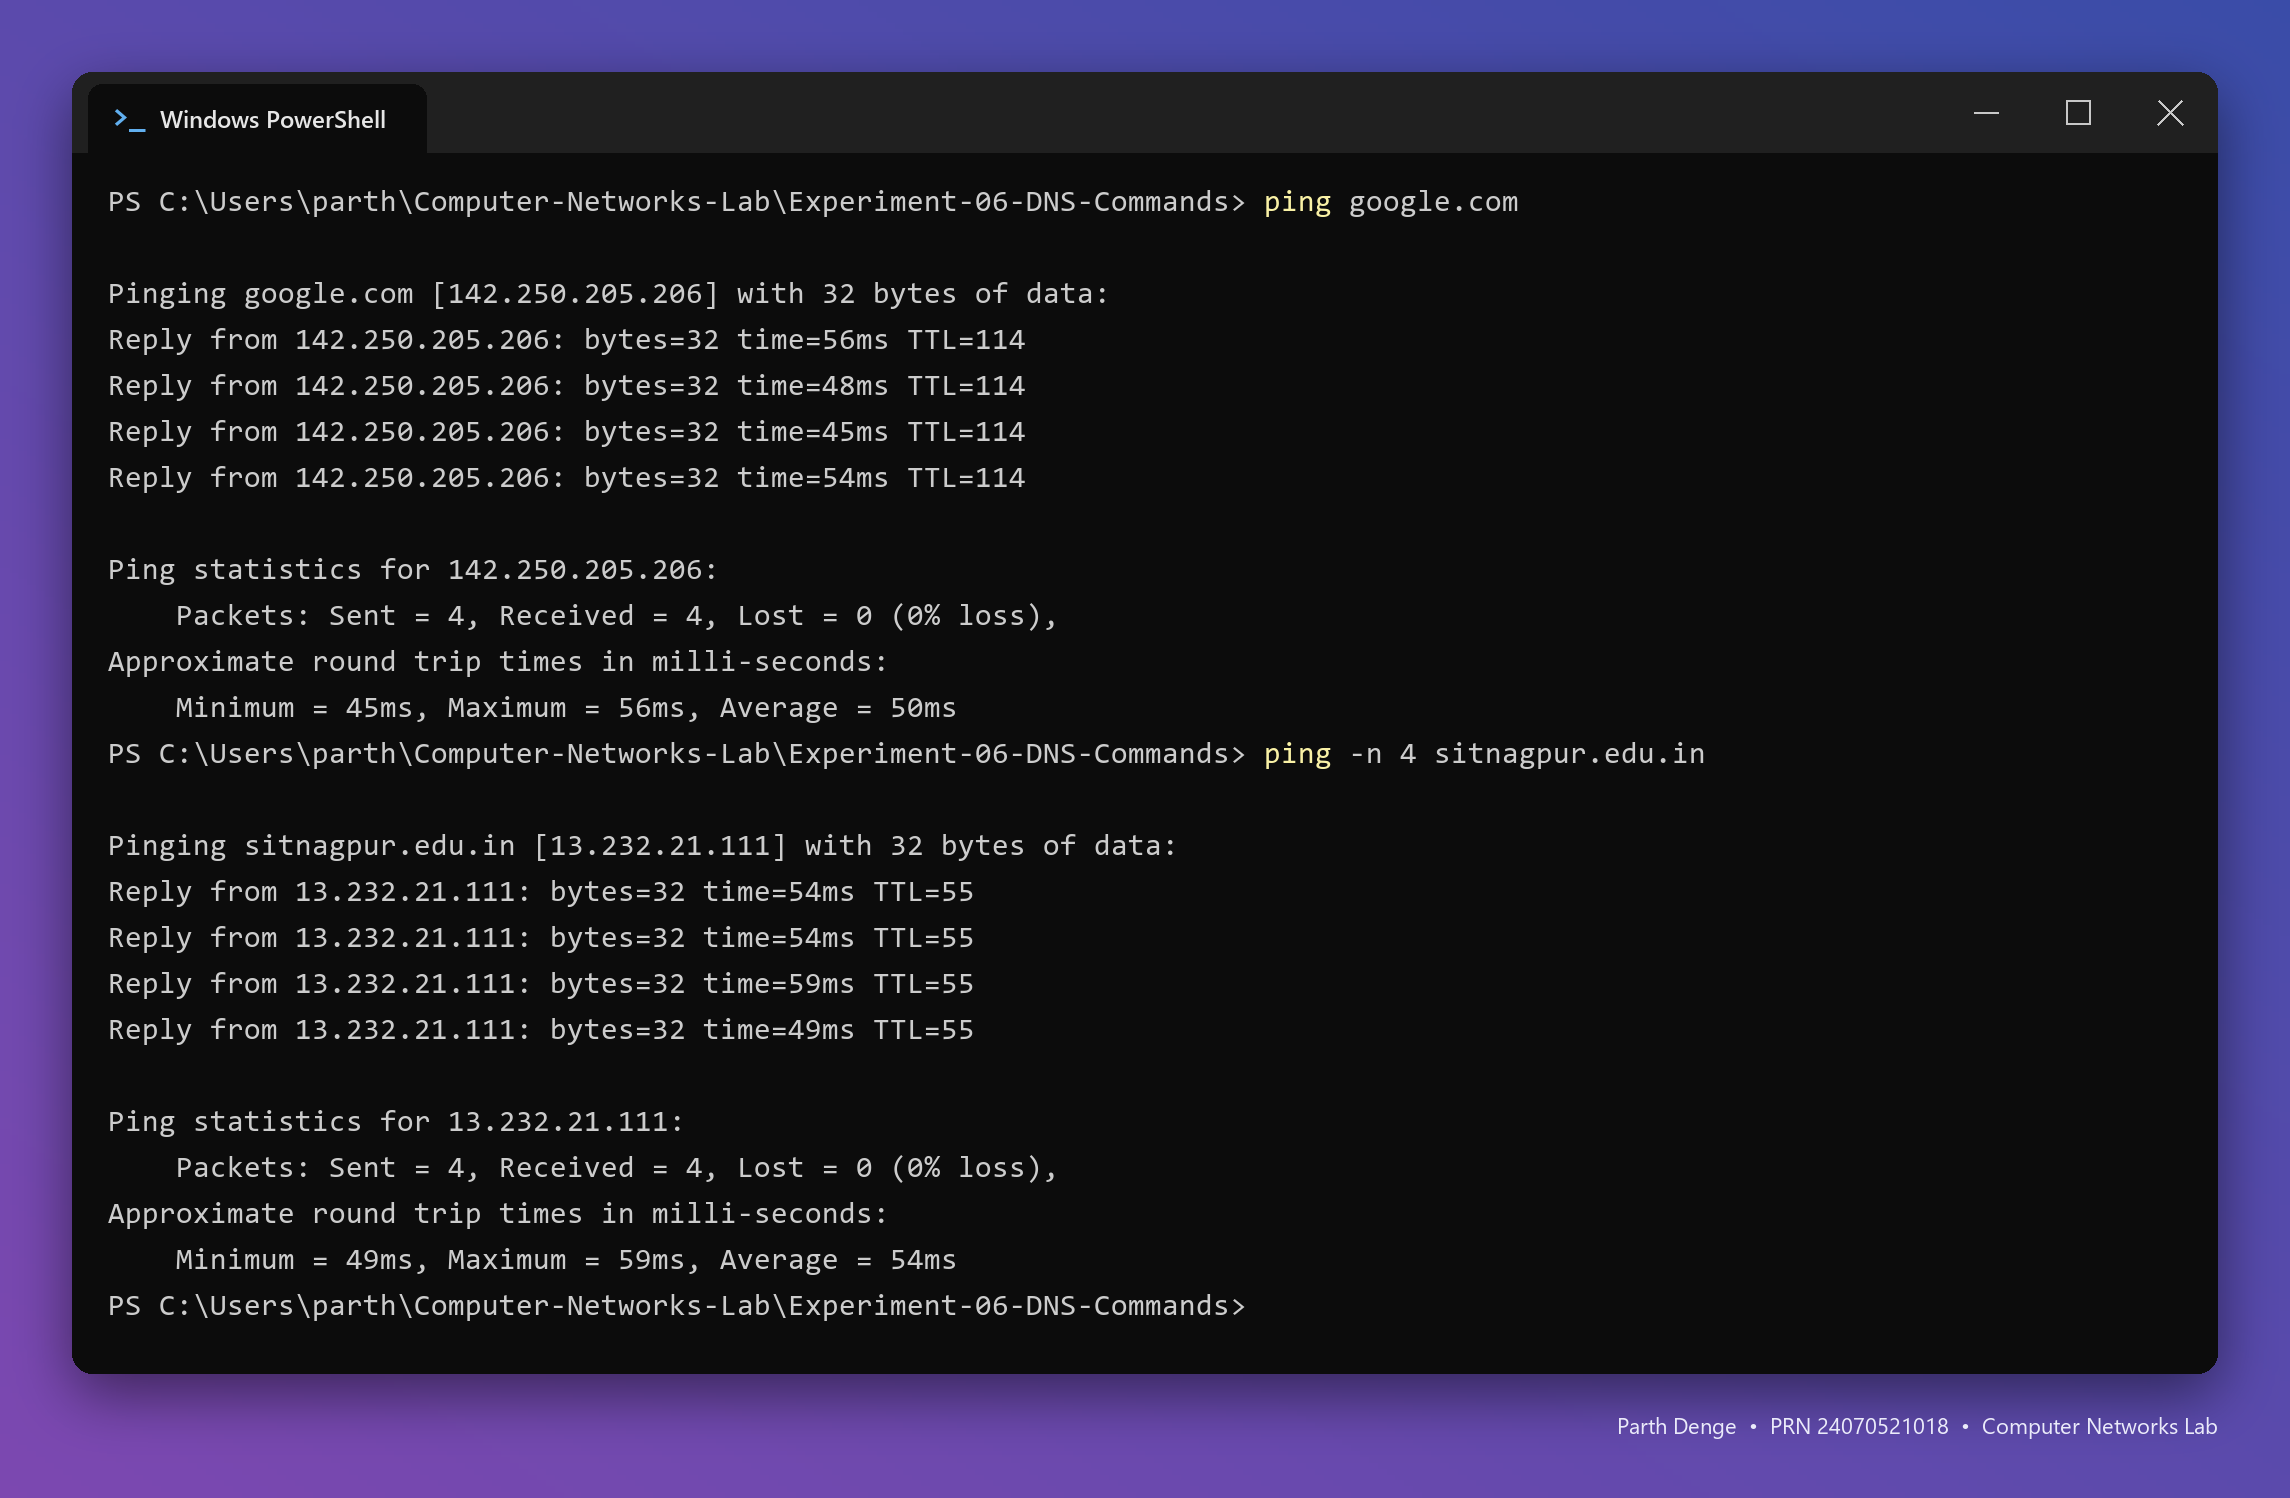 Windows PowerShell
PS C:\Users\parth\Computer-Networks-Lab\Experiment-06-DNS-Commands> ping google.com
Pinging google.com [142.250.205.206] with 32 bytes of data:
Reply from 142.250.205.206: bytes=32 time=56ms TTL=114
Reply from 142.250.205.206: bytes=32 time=48ms TTL=114
Reply from 142.250.205.206: bytes=32 time=45ms TTL=114
Reply from 142.250.205.206: bytes=32 time=54ms TTL=114
Ping statistics for 142.250.205.206:
    Packets: Sent = 4, Received = 4, Lost = 0 (0% loss),
Approximate round trip times in milli-seconds:
    Minimum = 45ms, Maximum = 56ms, Average = 50ms
PS C:\Users\parth\Computer-Networks-Lab\Experiment-06-DNS-Commands> ping -n 4 sitnagpur.edu.in
Pinging sitnagpur.edu.in [13.232.21.111] with 32 bytes of data:
Reply from 13.232.21.111: bytes=32 time=54ms TTL=55
Reply from 13.232.21.111: bytes=32 time=54ms TTL=55
Reply from 13.232.21.111: bytes=32 time=59ms TTL=55
Reply from 13.232.21.111: bytes=32 time=49ms TTL=55
Ping statistics for 13.232.21.111:
    Packets: Sent = 4, Received = 4, Lost = 0 (0% loss),
Approximate round trip times in milli-seconds:
    Minimum = 49ms, Maximum = 59ms, Average = 54ms
PS C:\Users\parth\Computer-Networks-Lab\Experiment-06-DNS-Commands>
Parth Denge • PRN 24070521018 • Computer Networks Lab